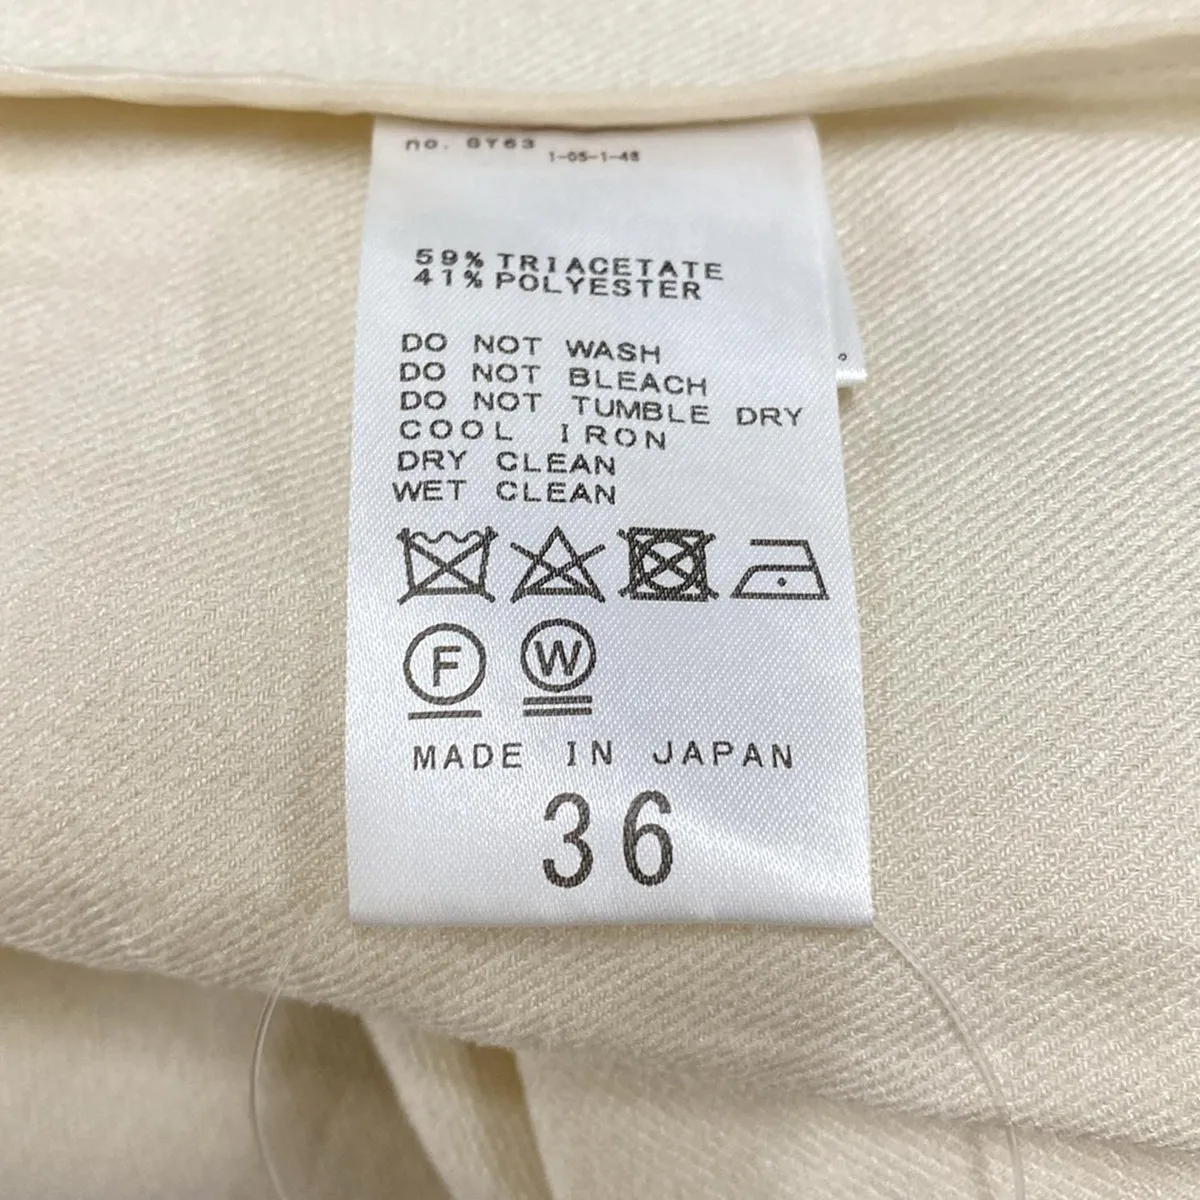 no. GY63
1-05-1-48
59% TRIACETATE
41% POLYESTER
DO NOT WASH
DO NOT BLEACH
DO NOT TUMBLE DRY
COOL IRON
DRY CLEAN
WET CLEAN
F W
MADE IN JAPAN
36